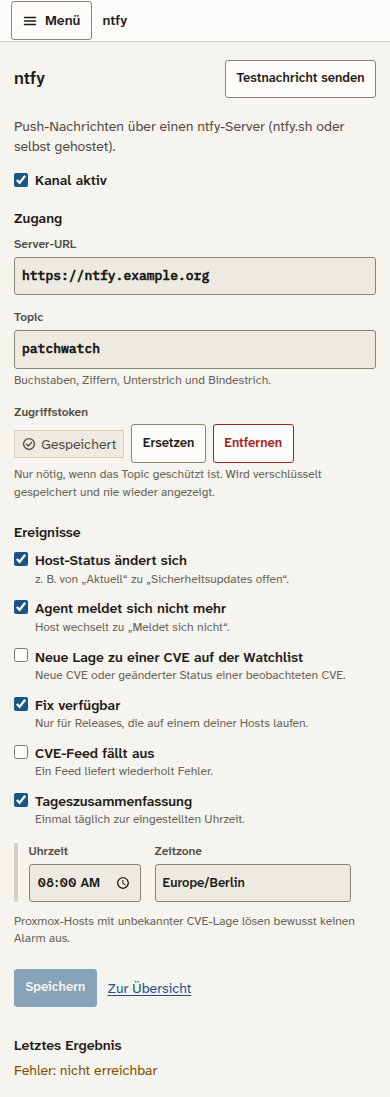 Menü ntfy
ntfy
Testnachricht senden
Push-Nachrichten über einen ntfy-Server (ntfy.sh oder
selbst gehostet).
Kanal aktiv
Zugang
Server-URL
https://ntfy.example.org
Topic
patchwatch
Buchstaben, Ziffern, Unterstrich und Bindestrich.
Zugriffstoken
Gespeichert Ersetzen Entfernen
Nur nötig, wenn das Topic geschützt ist. Wird verschlüsselt
gespeichert und nie wieder angezeigt.
Ereignisse
Host-Status ändert sich
z. B. von „Aktuell“ zu „Sicherheitsupdates offen“.
Agent meldet sich nicht mehr
Host wechselt zu „Meldet sich nicht“.
Neue Lage zu einer CVE auf der Watchlist
Neue CVE oder geänderter Status einer beobachteten CVE.
Fix verfügbar
Nur für Releases, die auf einem deiner Hosts laufen.
CVE-Feed fällt aus
Ein Feed liefert wiederholt Fehler.
Tageszusammenfassung
Einmal täglich zur eingestellten Uhrzeit.
Uhrzeit Zeitzone
08:00 AM Europe/Berlin
Proxmox-Hosts mit unbekannter CVE-Lage lösen bewusst keinen
Alarm aus.
Speichern Zur Übersicht
Letztes Ergebnis
Fehler: nicht erreichbar